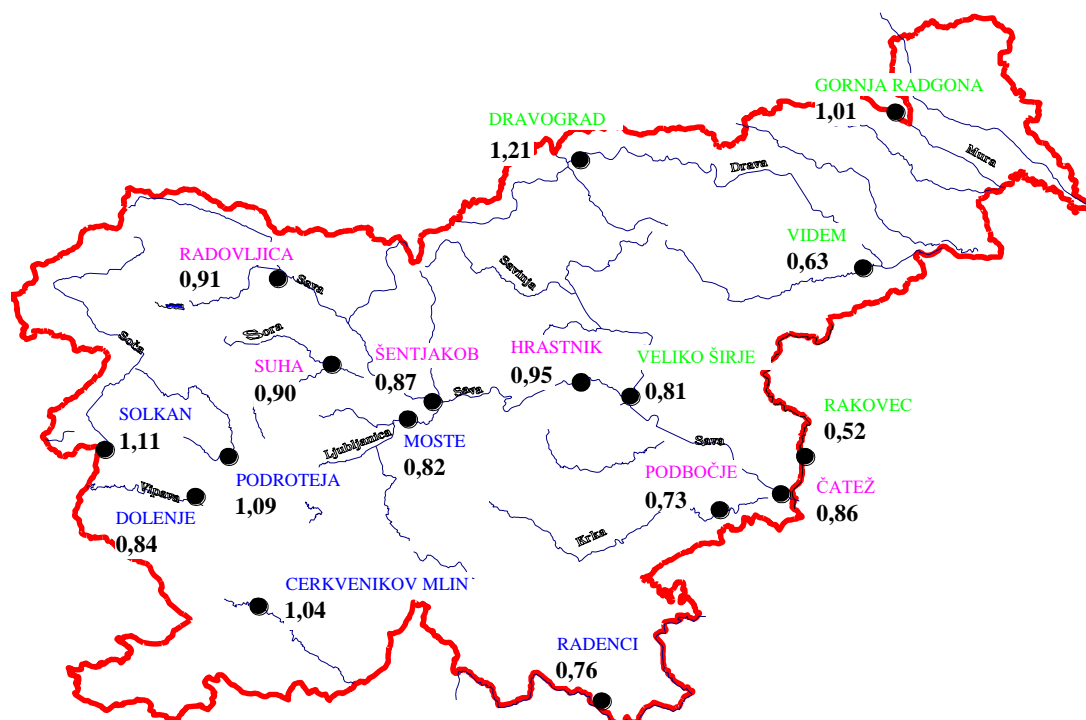 GORNJA RADGONA
1,01
DRAVOGRAD
1,21
Mura
Drava
VIDEM
0,63
RADOVLJICA
0,91
Sava
Savinja
Soča
Sora
SUHA
0,90
ŠENTJAKOB
0,87
HRASTNIK
0,95
VELIKO ŠIRJE
0,81
Sava
SOLKAN
1,11
Ljubljanica
MOSTE
0,82
Sava
RAKOVEC
0,52
PODROTEJA
1,09
PODBOČJE
0,73
ČATEŽ
0,86
Vipava
DOLENJE
0,84
Krka
CERKVENIKOV MLIN
1,04
RADENCI
0,76